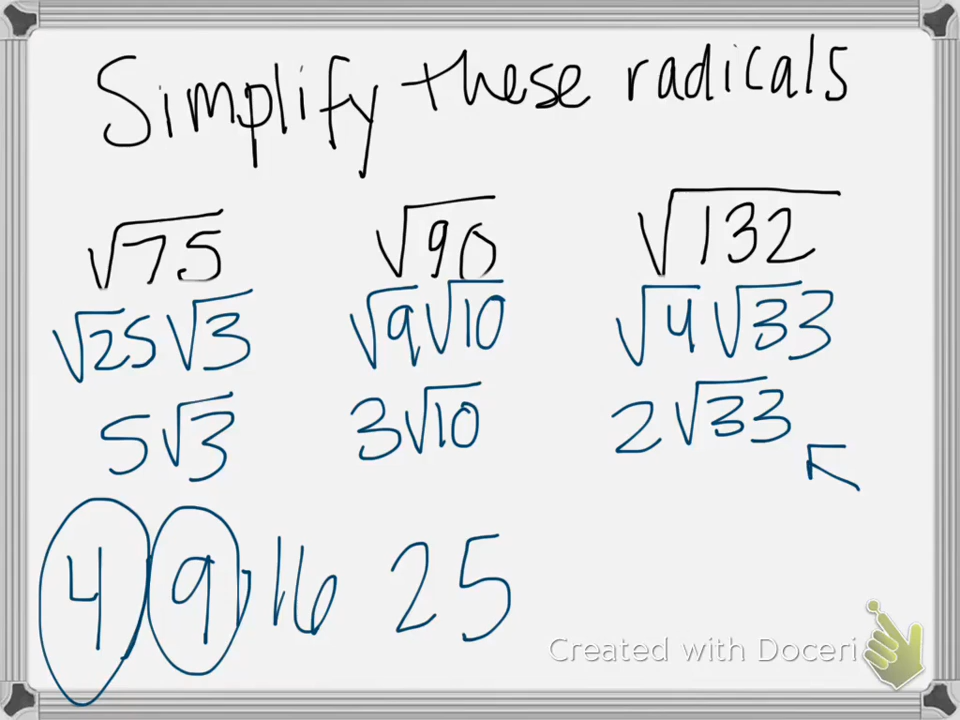 Simplify these radicals
√75 √90 √132
√25√3 √9√10 √4√33
5√3 3√10 2√33
4 9, 16 25
Created with Doceri